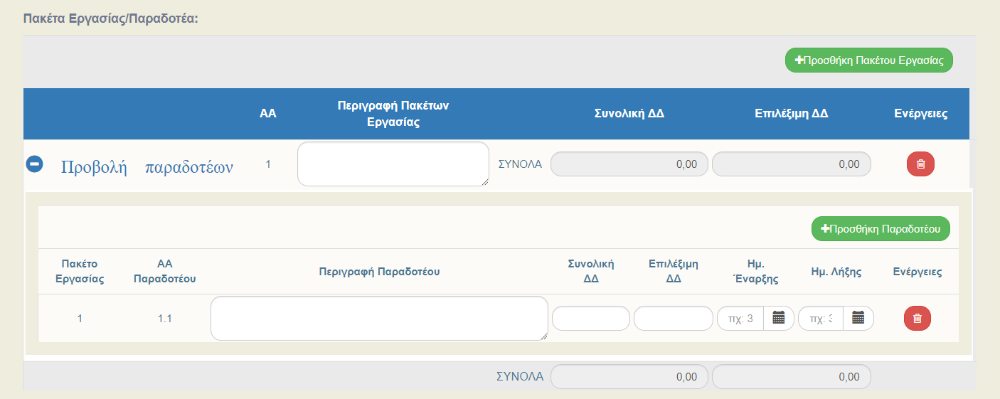 Πακέτα Εργασίας/Παραδοτέα:
Προσθήκη Πακέτου Εργασίας
ΑΑ Περιγραφή Πακέτων Εργασίας Συνολική ΔΔ Επιλέξιμη ΔΔ Ενέργειες
Προβολή παραδοτέων 1 ΣΥΝΟΛΑ 0,00 0,00
Προσθήκη Παραδοτέου
Πακέτο Εργασίας ΑΑ Παραδοτέου Περιγραφή Παραδοτέου Συνολική ΔΔ Επιλέξιμη ΔΔ Ημ. Έναρξης Ημ. Λήξης Ενέργειες
1 1.1 πχ: 3 πχ:
ΣΥΝΟΛΑ 0,00 0,00